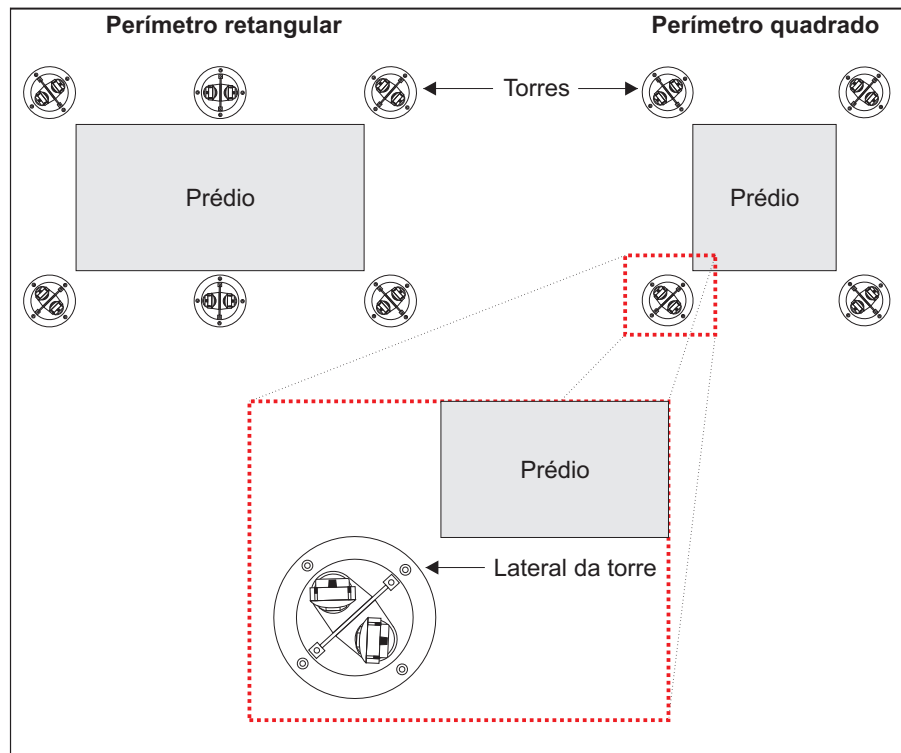 Perímetro retangular
Perímetro quadrado
Torres
Prédio
Prédio
Prédio
Lateral da torre